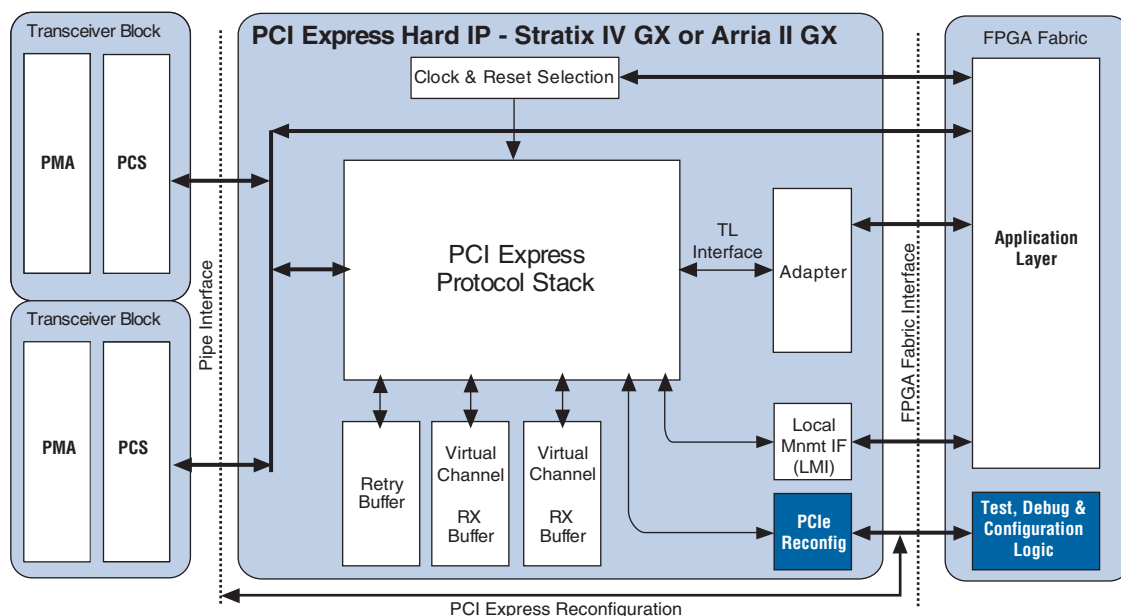 Transceiver Block
PMA
PCS
Transceiver Block
PMA
PCS
Pipe Interface
PCI Express Hard IP - Stratix IV GX or Arria II GX
Clock & Reset Selection
PCI Express
Protocol Stack
TL
Interface
Adapter
Retry
Buffer
Virtual
Channel
RX
Buffer
Virtual
Channel
RX
Buffer
Local
Mnmt IF
(LMI)
PCIe
Reconfig
FPGA Fabric Interface
FPGA Fabric
Application
Layer
Test, Debug &
Configuration
Logic
PCI Express Reconfiguration